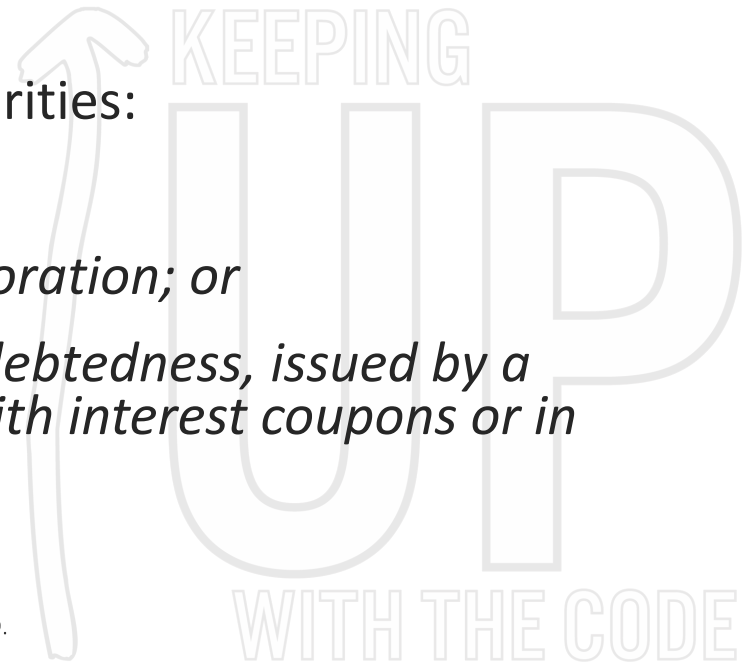 KEEPING
rities:
UP
oration; or
lebtedness, issued by a
ith interest coupons or in
WITH THE CODE